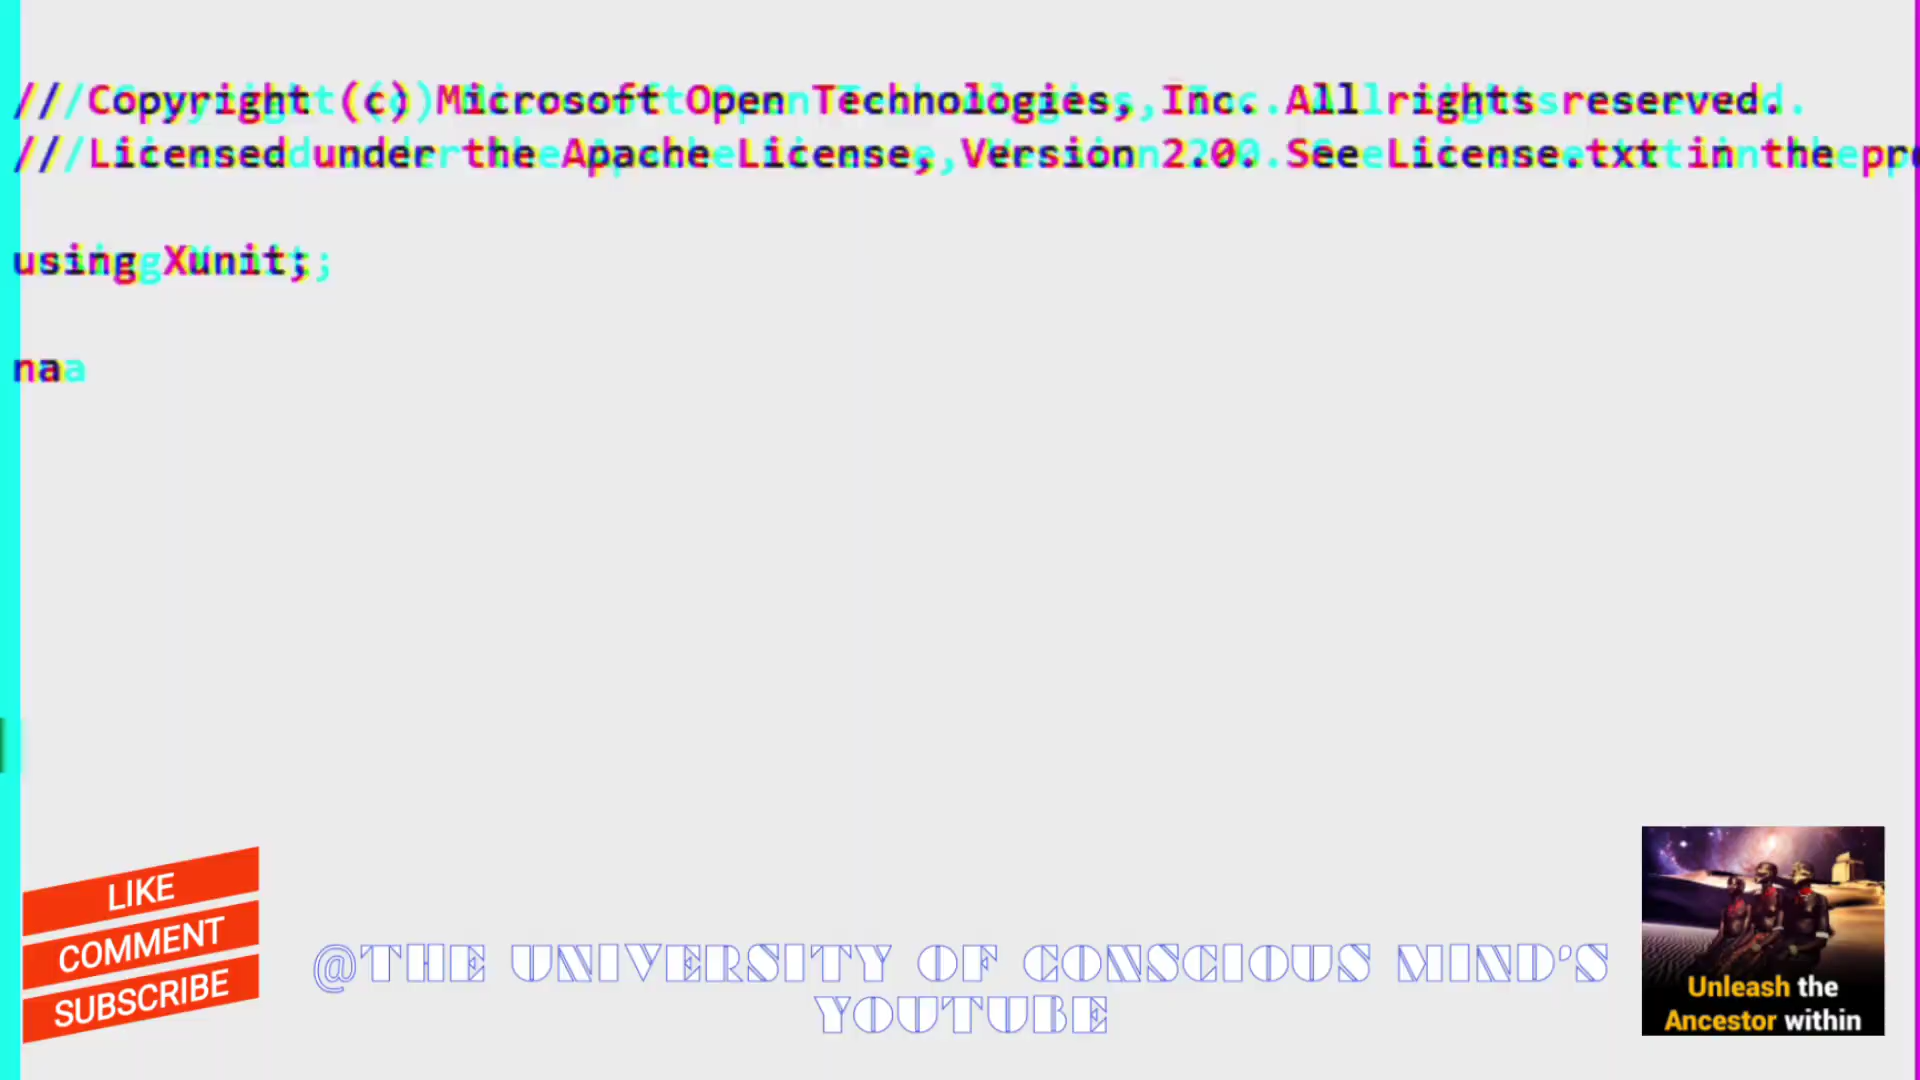 // Copyright (c) Microsoft Open Technologies, Inc. All rights reserved.
// Licensed under the Apache License, Version 2.0. See License.txt in the
using Xunit;
na
LIKE
COMMENT
SUBSCRIBE
@THE UNIVERSITY OF CONSCIOUS MIND'S
YOUTUBE
Unleash the
Ancestor within